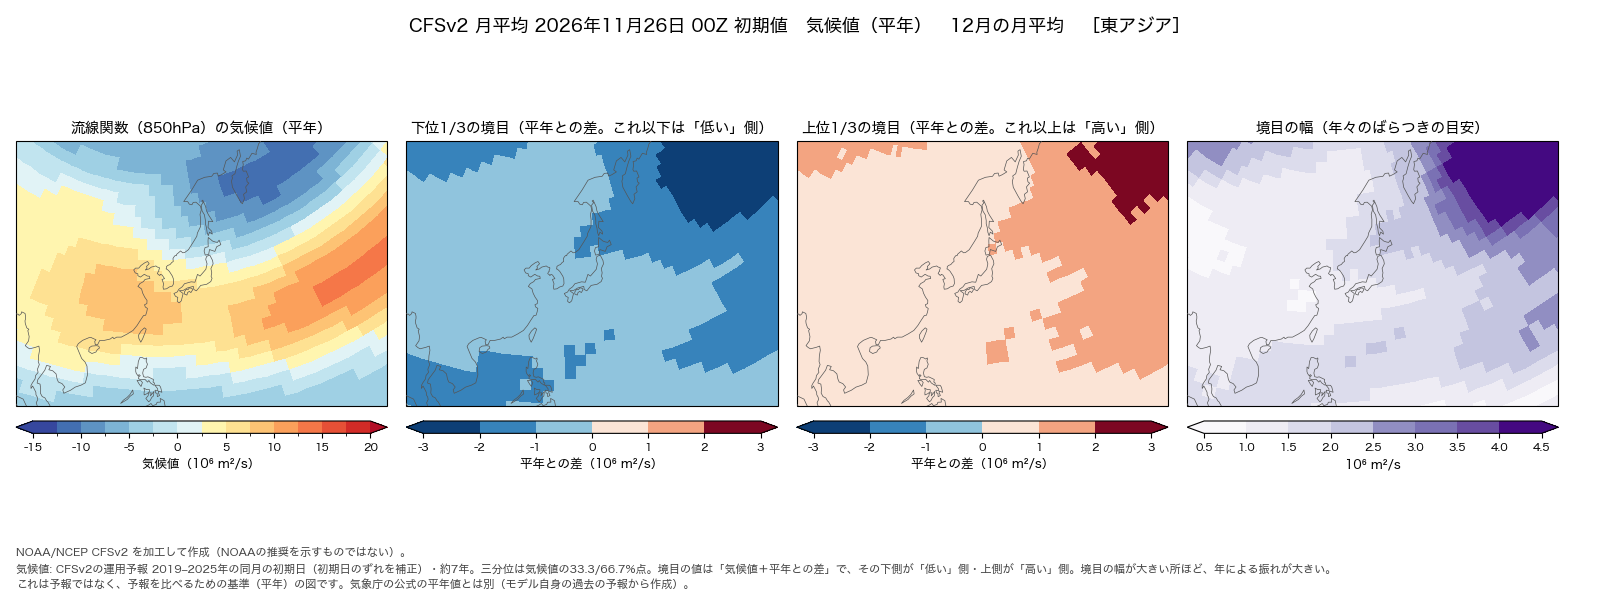 CFSv2 月平均 2026年11月26日 00Z 初期値　気候値（平年）　12月の月平均　［東アジア］
流線関数（850hPa）の気候値（平年）
下位1/3の境目（平年との差。これ以下は「低い」側）
上位1/3の境目（平年との差。これ以上は「高い」側）
境目の幅（年々のばらつきの目安）
-15 -10 -5 0 5 10 15 20
気候値（10⁶ m²/s）
-3 -2 -1 0 1 2 3
平年との差（10⁶ m²/s）
-3 -2 -1 0 1 2 3
平年との差（10⁶ m²/s）
0.5 1.0 1.5 2.0 2.5 3.0 3.5 4.0 4.5
10⁶ m²/s
NOAA/NCEP CFSv2 を加工して作成（NOAAの推奨を示すものではない）。
気候値: CFSv2の運用予報 2019–2025年の同月の初期日（初期日のずれを補正）・約7年。三分位は気候値の33.3/66.7%点。境目の値は「気候値＋平年との差」で、その下側が「低い」側・上側が「高い」側。境目の幅が大きい所ほど、年による振れが大きい。
これは予報ではなく、予報を比べるための基準（平年）の図です。気象庁の公式の平年値とは別（モデル自身の過去の予報から作成）。